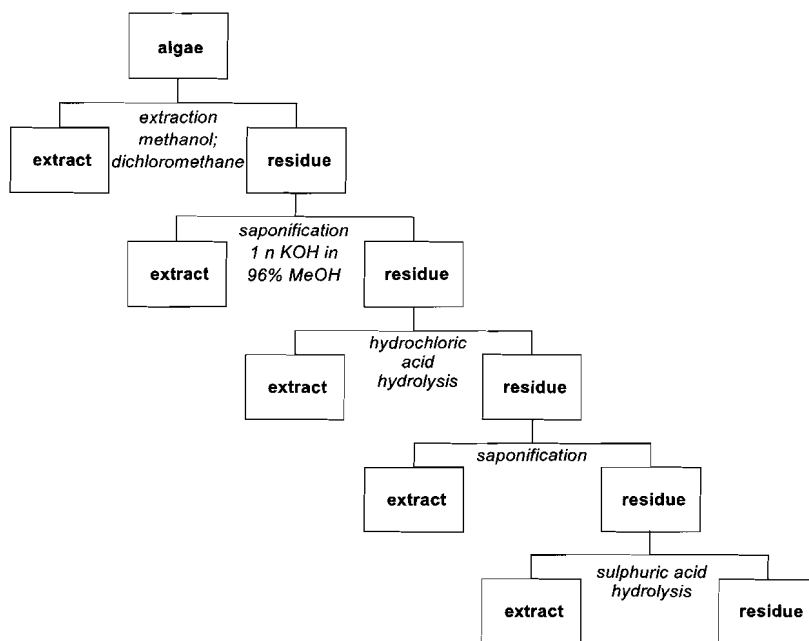 algae
extraction
methanol;
dichloromethane
extract
residue
saponification
1 n KOH in
96% MeOH
extract
residue
hydrochloric
acid
hydrolysis
extract
residue
saponification
extract
residue
sulphuric acid
hydrolysis
extract
residue